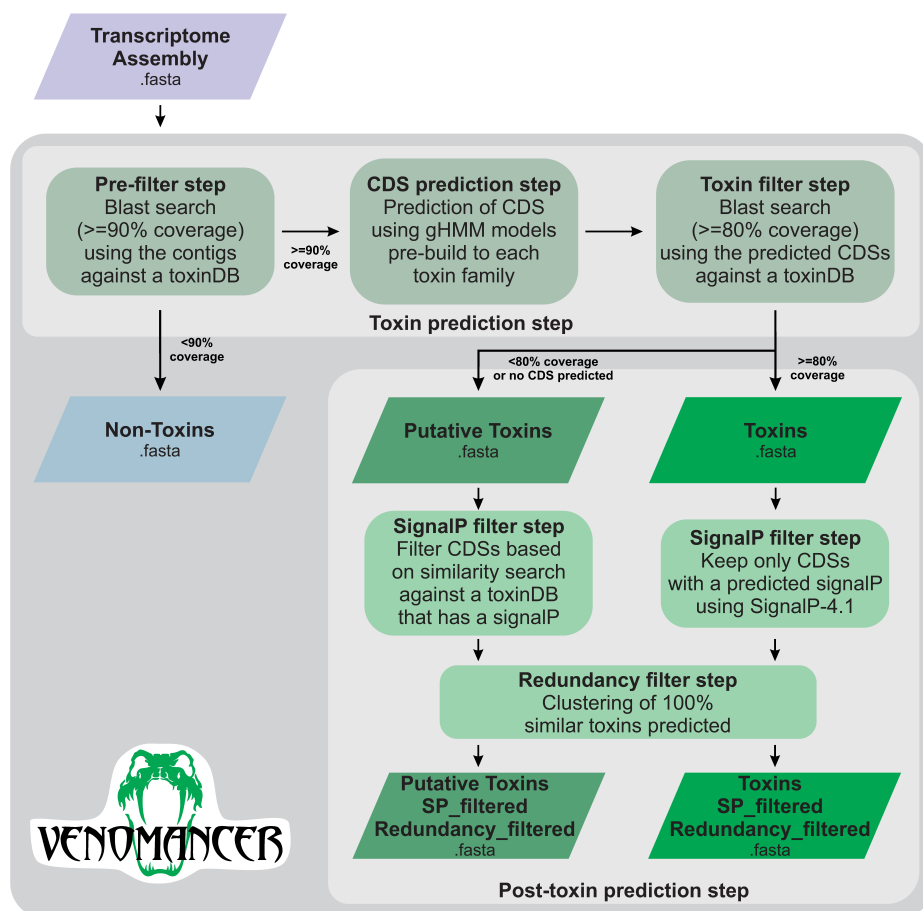 Transcriptome
Assembly
.fasta
Pre-filter step
Blast search
(>=90% coverage)
using the contigs
against a toxinDB
>=90%
coverage
CDS prediction step
Prediction of CDS
using gHMM models
pre-build to each
toxin family
Toxin filter step
Blast search
(>=80% coverage)
using the predicted CDSs
against a toxinDB
Toxin prediction step
<90%
coverage
<80% coverage
or no CDS predicted
>=80%
coverage
Non-Toxins
.fasta
Putative Toxins
.fasta
Toxins
.fasta
SignalP filter step
Filter CDSs based
on similarity search
against a toxinDB
that has a signalP
SignalP filter step
Keep only CDSs
with a predicted signalP
using SignalP-4.1
Redundancy filter step
Clustering of 100%
similar toxins predicted
Putative Toxins
SP_filtered
Redundancy_filtered
.fasta
Toxins
SP_filtered
Redundancy_filtered
.fasta
VENOMANCER
Post-toxin prediction step